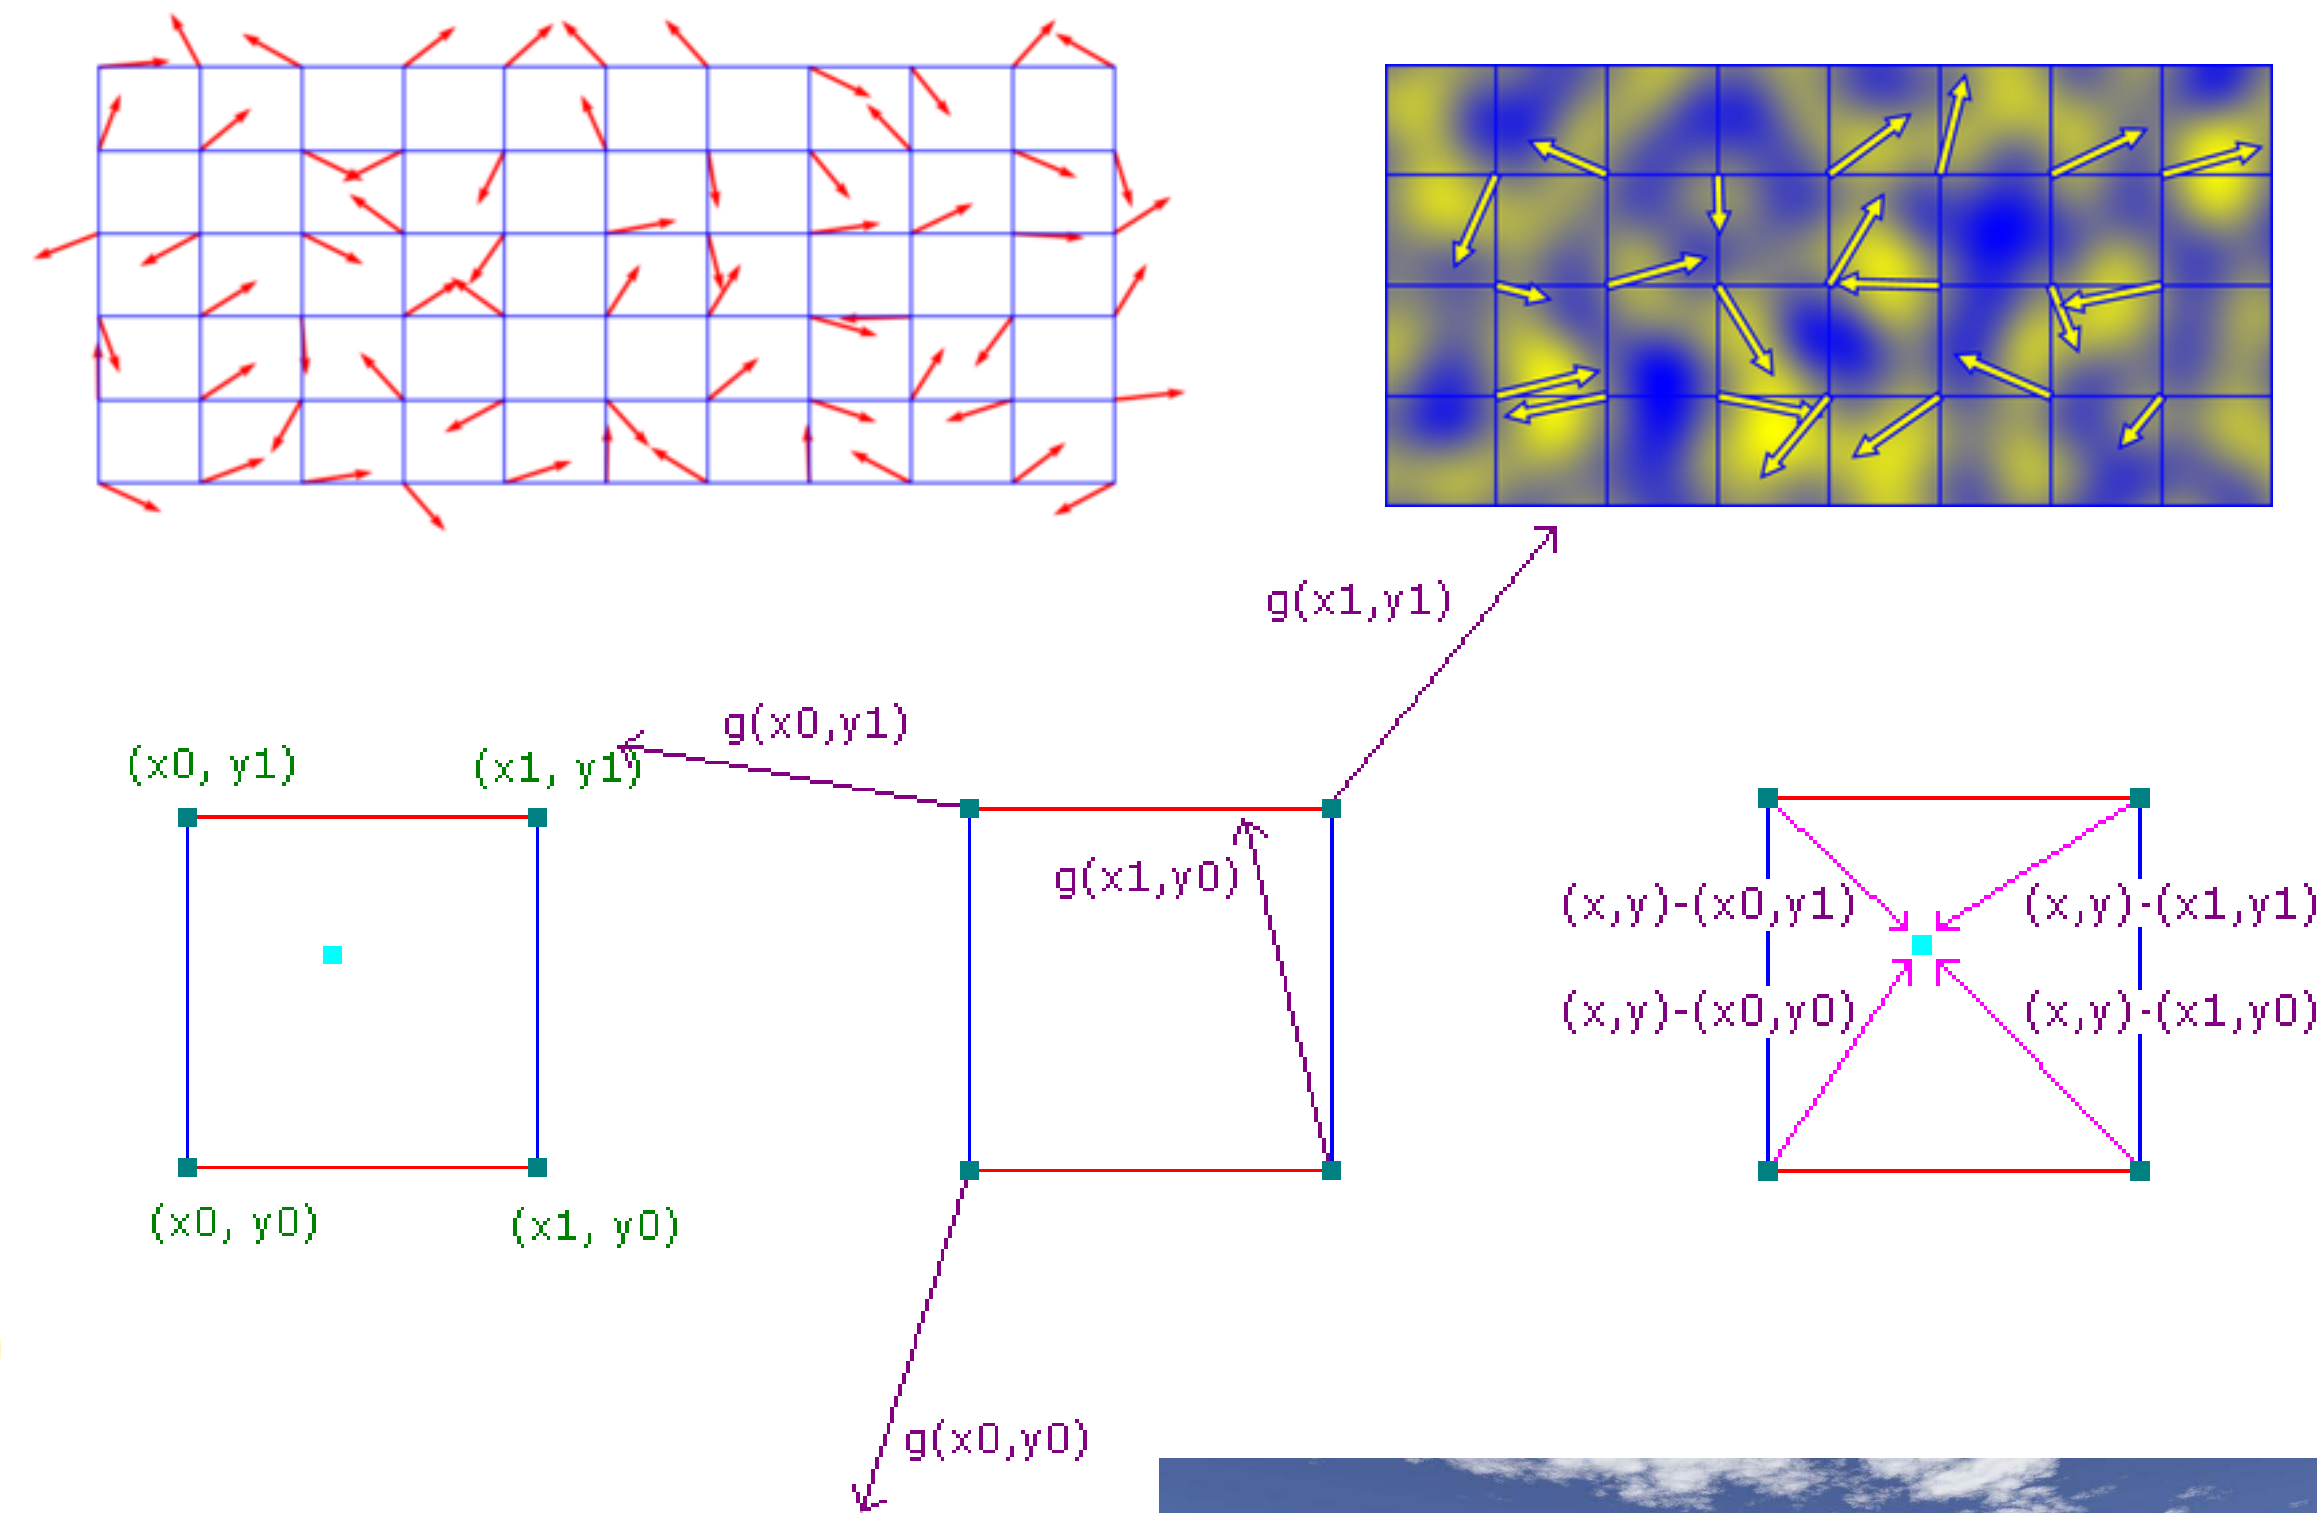 g(x1,y1)
g(x0,y1)
(x0, y1)
(x1, y1)
g(x1,y0)
(x,y)-(x0,y1)
(x,y)-(x1,y1)
(x,y)-(x0,y0)
(x,y)-(x1,y0)
(x0, y0)
(x1, y0)
g(x0,y0)